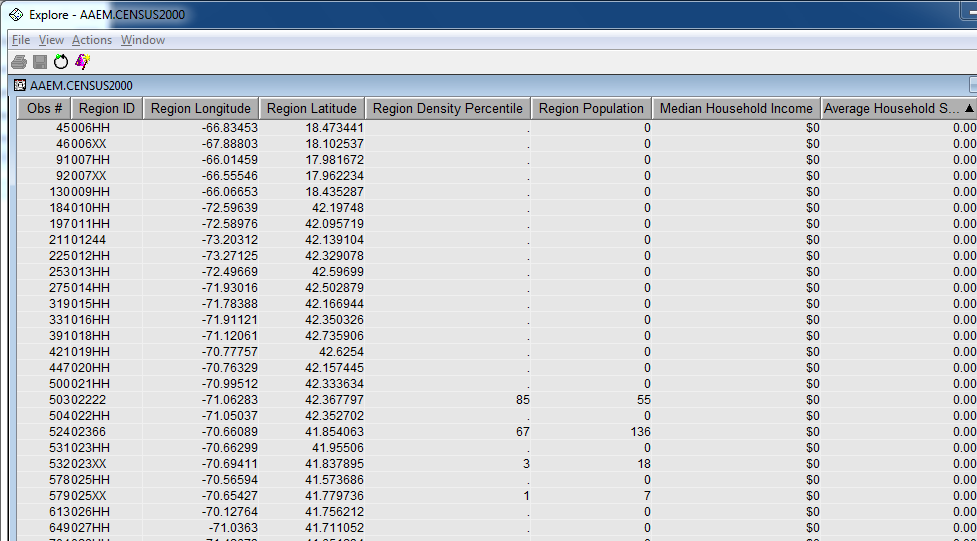 Explore - AAEM.CENSUS2000
File View Actions Window
AAEM.CENSUS2000
Obs # Region ID Region Longitude Region Latitude Region Density Percentile Region Population Median Household Income Average Household S... ▲
45 006HH -66.83453 18.473441 . 0 $0 0.00
46 006XX -67.88803 18.102537 . 0 $0 0.00
91 007HH -66.01459 17.981672 . 0 $0 0.00
92 007XX -66.55546 17.962234 . 0 $0 0.00
130 009HH -66.06653 18.435287 . 0 $0 0.00
184 010HH -72.59639 42.19748 . 0 $0 0.00
197 011HH -72.58976 42.095719 . 0 $0 0.00
211 01244 -73.20312 42.139104 . 0 $0 0.00
225 012HH -73.27125 42.329078 . 0 $0 0.00
253 013HH -72.49669 42.59699 . 0 $0 0.00
275 014HH -71.93016 42.502879 . 0 $0 0.00
319 015HH -71.78388 42.166944 . 0 $0 0.00
331 016HH -71.91121 42.350326 . 0 $0 0.00
391 018HH -71.12061 42.735906 . 0 $0 0.00
421 019HH -70.77757 42.6254 . 0 $0 0.00
447 020HH -70.76329 42.157445 . 0 $0 0.00
500 021HH -70.99512 42.333634 . 0 $0 0.00
503 02222 -71.06283 42.367797 85 55 $0 0.00
504 022HH -71.05037 42.352702 . 0 $0 0.00
524 02366 -70.66089 41.854063 67 136 $0 0.00
531 023HH -70.66299 41.95506 . 0 $0 0.00
532 023XX -70.69411 41.837895 3 18 $0 0.00
578 025HH -70.56594 41.573686 . 0 $0 0.00
579 025XX -70.65427 41.779736 1 7 $0 0.00
613 026HH -70.12764 41.756212 . 0 $0 0.00
649 027HH -71.0363 41.711052 . 0 $0 0.00